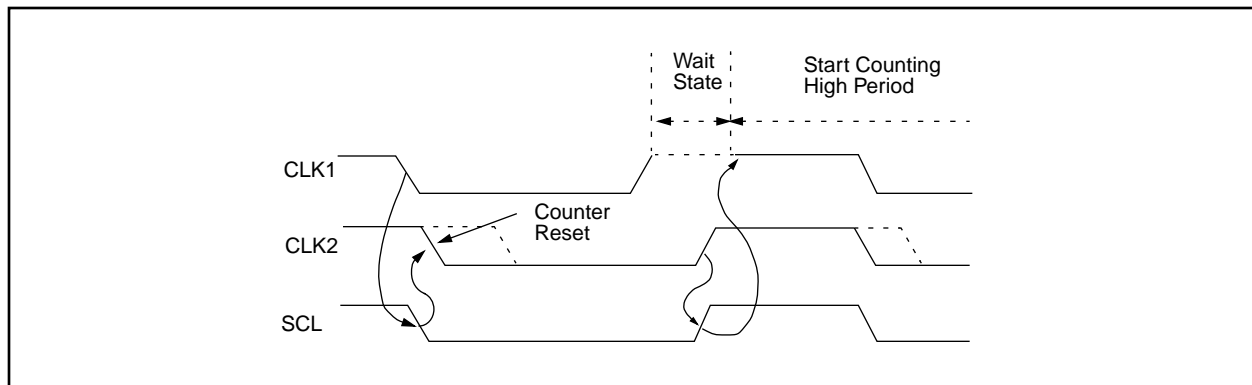 Wait
State
Start Counting
High Period
CLK1
Counter
Reset
CLK2
SCL